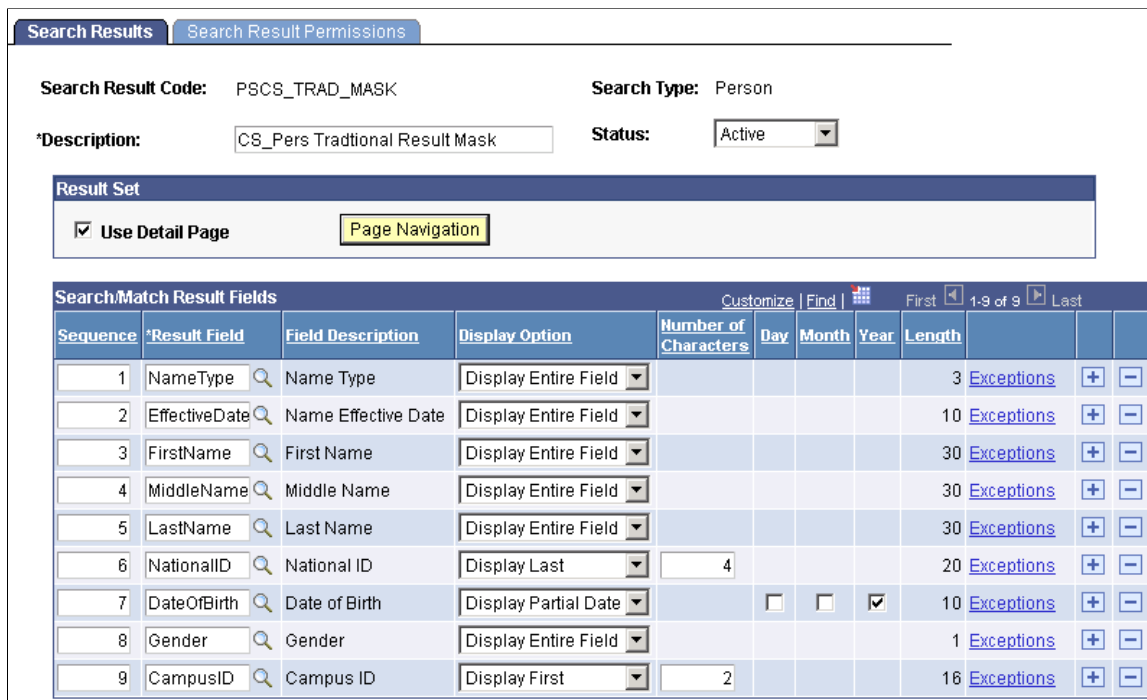 Search Results Search Result Permissions
Search Result Code: PSCS_TRAD_MASK Search Type: Person
*Description: CS_Pers Tradtional Result Mask Status: Active
Result Set
Use Detail Page Page Navigation
Search/Match Result Fields Customize | Find | First 1-9 of 9 Last
Sequence *Result Field Field Description Display Option Number of Characters Day Month Year Length
1 NameType Name Type Display Entire Field 3 Exceptions
2 EffectiveDate Name Effective Date Display Entire Field 10 Exceptions
3 FirstName First Name Display Entire Field 30 Exceptions
4 MiddleName Middle Name Display Entire Field 30 Exceptions
5 LastName Last Name Display Entire Field 30 Exceptions
6 NationalID National ID Display Last 4 20 Exceptions
7 DateOfBirth Date of Birth Display Partial Date 10 Exceptions
8 Gender Gender Display Entire Field 1 Exceptions
9 CampusID Campus ID Display First 2 16 Exceptions